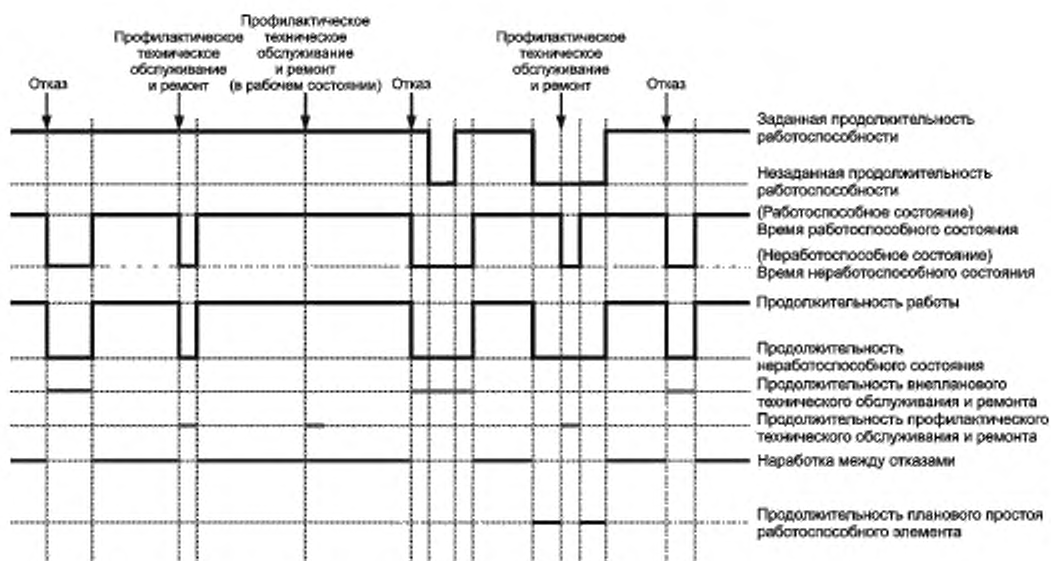 Отказ
Профилактическое
техническое
обслуживание
и ремонт
Профилактическое
техническое
обслуживание
и ремонт
(в рабочем состоянии)
Отказ
Профилактическое
техническое
обслуживание
и ремонт
Отказ
Заданная продолжительность
работоспособности
Незаданная продолжительность
работоспособности
(Работоспособное состояние)
Время работоспособного состояния
(Неработоспособное состояние)
Время неработоспособного состояния
Продолжительность работы
Продолжительность
неработоспособного состояния
Продолжительность внепланового
технического обслуживания и ремонта
Продолжительность профилактического
технического обслуживания и ремонта
Наработка между отказами
Продолжительность планового простоя
работоспособного элемента